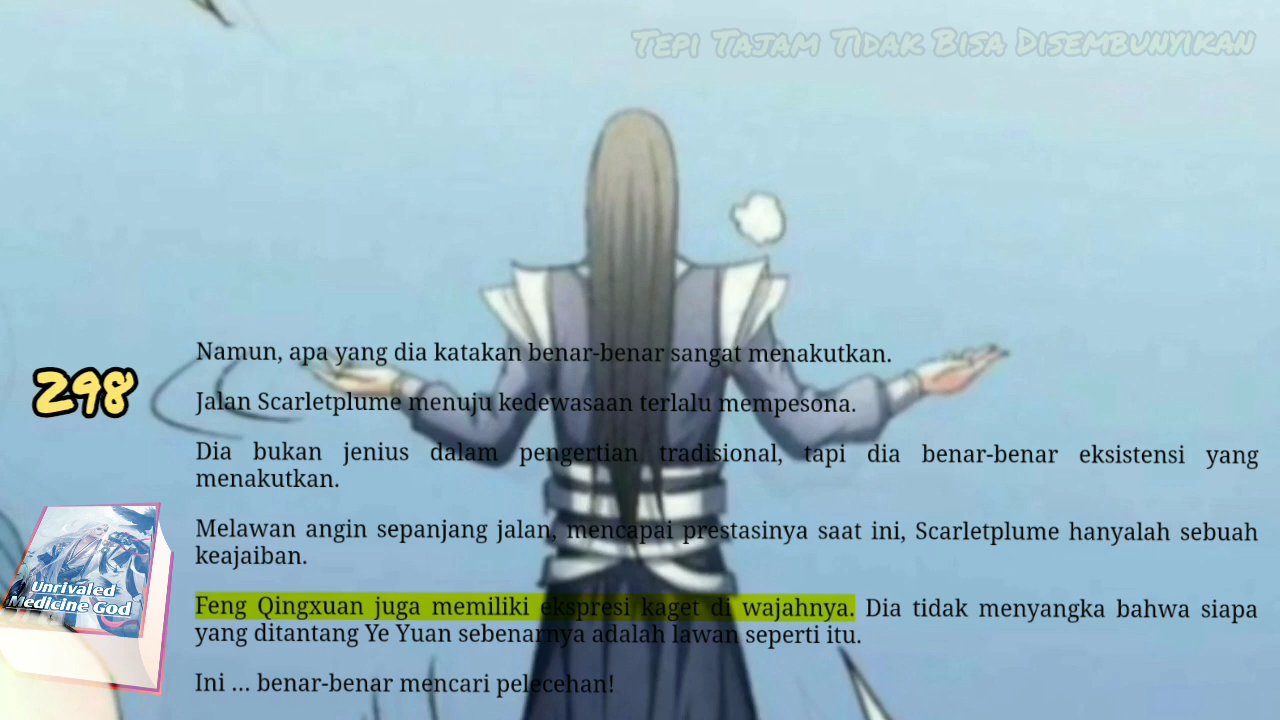 Tepi Tajam Tidak Bisa Disembunyikan
Namun, apa yang dia katakan benar-benar sangat menakutkan.
298
Jalan Scarletplume menuju kedewasaan terlalu mempesona.
Dia bukan jenius dalam pengertian tradisional, tapi dia benar-benar eksistensi yang
menakutkan.
Melawan angin sepanjang jalan, mencapai prestasinya saat ini, Scarletplume hanyalah sebuah
keajaiban.
Unrivaled
Medicine God
Feng Qingxuan juga memiliki ekspresi kaget di wajahnya. Dia tidak menyangka bahwa siapa
yang ditantang Ye Yuan sebenarnya adalah lawan seperti itu.
Ini ... benar-benar mencari pelecehan!